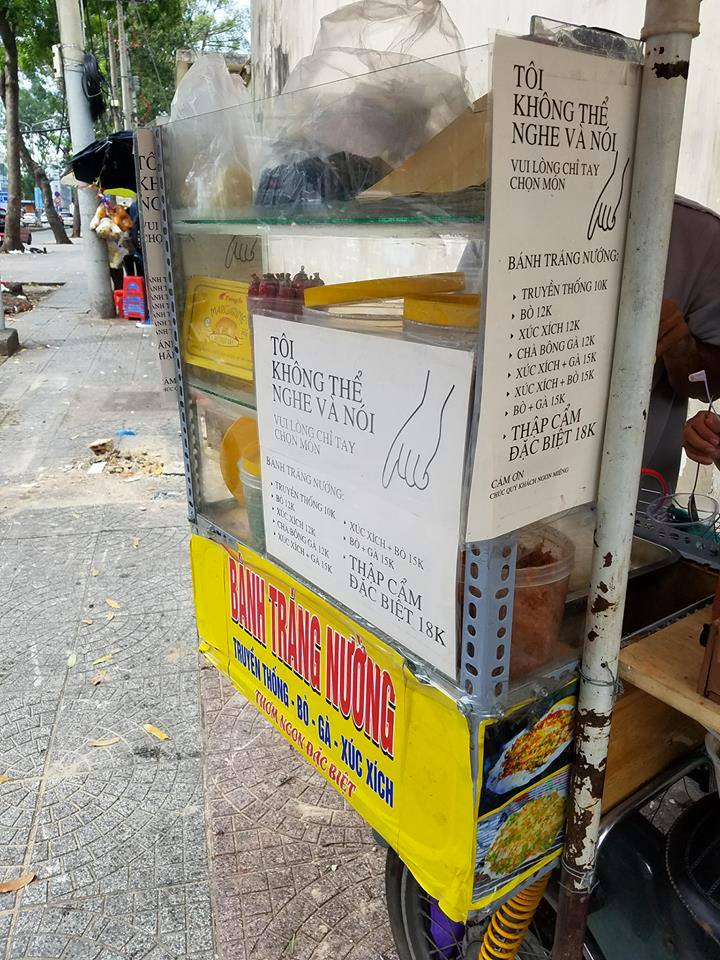 TÔI
KHÔNG THỂ
NGHE VÀ NÓI
VUI LÒNG CHỈ TAY
CHỌN MÓN
BÁNH TRÁNG NƯỚNG:
TRUYỀN THỐNG 10K
BÒ 12K
XÚC XÍCH 12K
CHÀ BÔNG GÀ 12K
XÚC XÍCH + GÀ 15K
XÚC XÍCH + BÒ 15K
BÒ + GÀ 15K
THẬP CẨM
ĐẶC BIỆT 18K
CẢM ƠN
CHÚC QUÝ KHÁCH NGON MIỆNG
TÔI
KHÔNG THỂ
NGHE VÀ NÓI
VUI LÒNG CHỈ TAY
CHỌN MÓN
BÁNH TRÁNG NƯỚNG:
TRUYỀN THỐNG 10K
BÒ 12K
XÚC XÍCH 12K
CHÀ BÔNG GÀ 12K
XÚC XÍCH + GÀ 15K
XÚC XÍCH + BÒ 15K
BÒ + GÀ 15K
THẬP CẨM
ĐẶC BIỆT 18K
BÁNH TRÁNG NƯỚNG
TRUYỀN THỐNG - BÒ - GÀ - XÚC XÍCH
THƠM NGON ĐẶC BIỆT